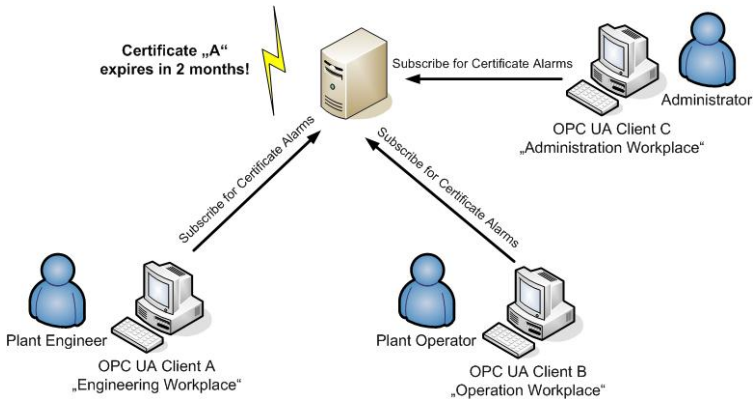 Certificate „A“
expires in 2 months!
Subscribe for Certificate Alarms
Administrator
OPC UA Client C
„Administration Workplace“
Subscribe for Certificate Alarms
Subscribe for Certificate Alarms
Plant Engineer
OPC UA Client A
„Engineering Workplace“
Plant Operator
OPC UA Client B
„Operation Workplace“